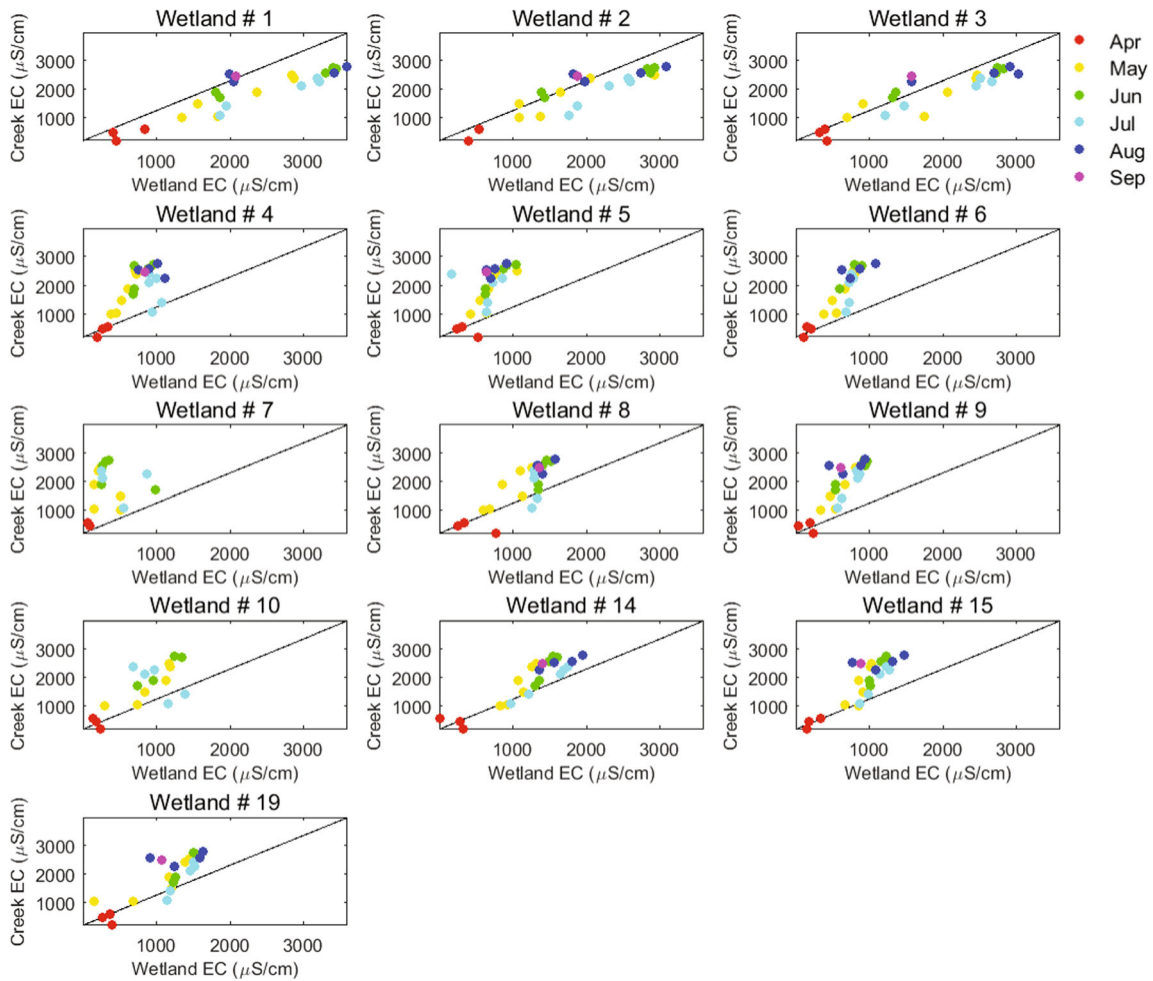 Wetland # 1 Wetland # 2 Wetland # 3
Creek EC (μS/cm) Creek EC (μS/cm) Creek EC (μS/cm)
3000 3000 3000
2000 2000 2000
1000 1000 1000
1000 2000 3000 1000 2000 3000 1000 2000 3000
Wetland EC (μS/cm) Wetland EC (μS/cm) Wetland EC (μS/cm)
Apr
May
Jun
Jul
Aug
Sep
Wetland # 4 Wetland # 5 Wetland # 6
Creek EC (μS/cm) Creek EC (μS/cm) Creek EC (μS/cm)
3000 3000 3000
2000 2000 2000
1000 1000 1000
1000 2000 3000 1000 2000 3000 1000 2000 3000
Wetland EC (μS/cm) Wetland EC (μS/cm) Wetland EC (μS/cm)
Wetland # 7 Wetland # 8 Wetland # 9
Creek EC (μS/cm) Creek EC (μS/cm) Creek EC (μS/cm)
3000 3000 3000
2000 2000 2000
1000 1000 1000
1000 2000 3000 1000 2000 3000 1000 2000 3000
Wetland EC (μS/cm) Wetland EC (μS/cm) Wetland EC (μS/cm)
Wetland # 10 Wetland # 14 Wetland # 15
Creek EC (μS/cm) Creek EC (μS/cm) Creek EC (μS/cm)
3000 3000 3000
2000 2000 2000
1000 1000 1000
1000 2000 3000 1000 2000 3000 1000 2000 3000
Wetland EC (μS/cm) Wetland EC (μS/cm) Wetland EC (μS/cm)
Wetland # 19
Creek EC (μS/cm)
3000
2000
1000
1000 2000 3000
Wetland EC (μS/cm)